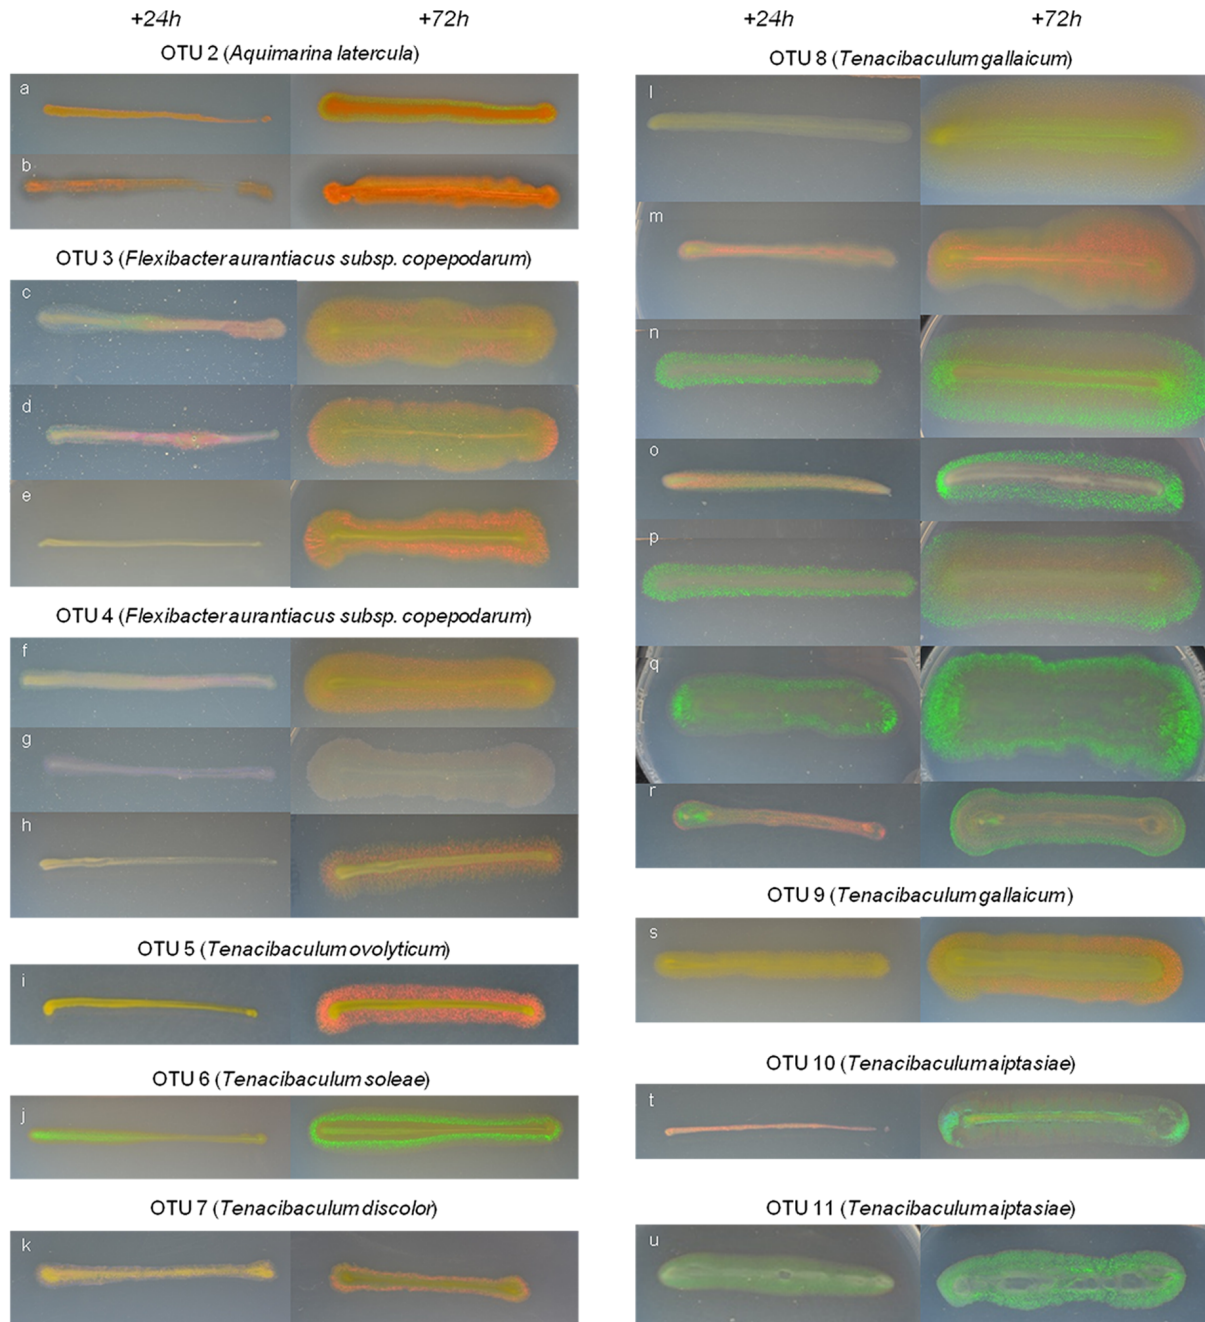 +24h
+72h
OTU 2 (Aquimarina latercula)
a
b
OTU 3 (Flexibacter aurantiacus subsp. copepodarum)
c
d
e
OTU 4 (Flexibacter aurantiacus subsp. copepodarum)
f
g
h
OTU 5 (Tenacibaculum ovolyticum)
i
OTU 6 (Tenacibaculum soleae)
j
OTU 7 (Tenacibaculum discolor)
k
+24h
+72h
OTU 8 (Tenacibaculum gallaicum)
l
m
n
o
p
q
r
OTU 9 (Tenacibaculum gallaicum)
s
OTU 10 (Tenacibaculum aiptasiae)
t
OTU 11 (Tenacibaculum aiptasiae)
u